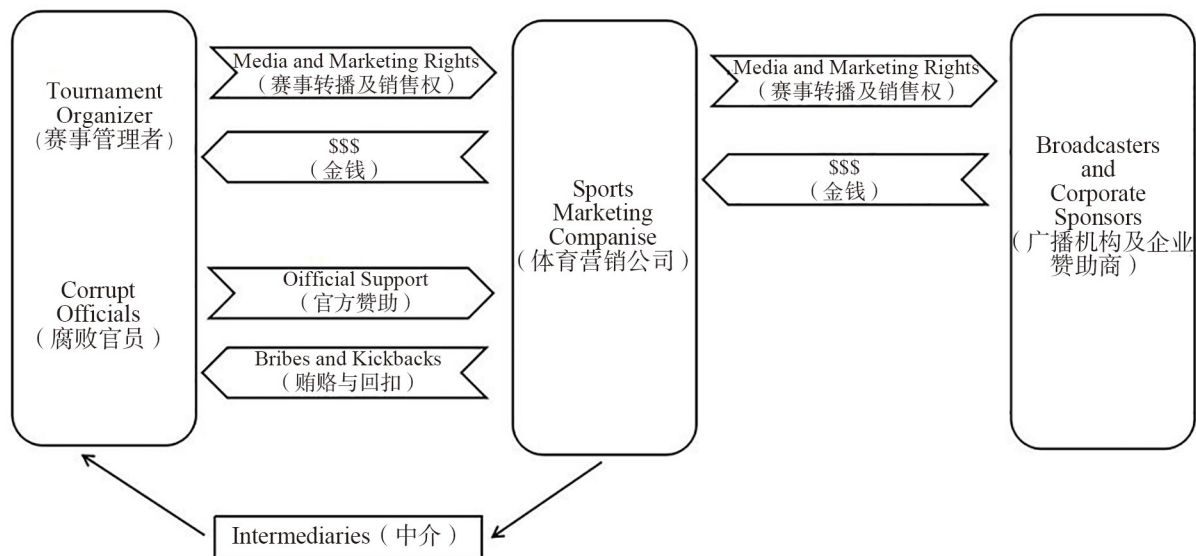 Tournament
Organizer
(赛事管理者)
Corrupt
Officials
（腐败官员）
Media and Marketing Rights
（赛事转播及销售权）
$$$
（金钱）
Oifficial Support
（官方赞助）
Bribes and Kickbacks
（贿赂与回扣）
Sports
Marketing
Companise
（体育营销公司）
.Media and Marketing Rights
（赛事转播及销售权）
$$$
（金钱）
Broadcasters
and
Corporate
Sponsors
（广播机构及企业
赞助商）
Intermediaries（中介）